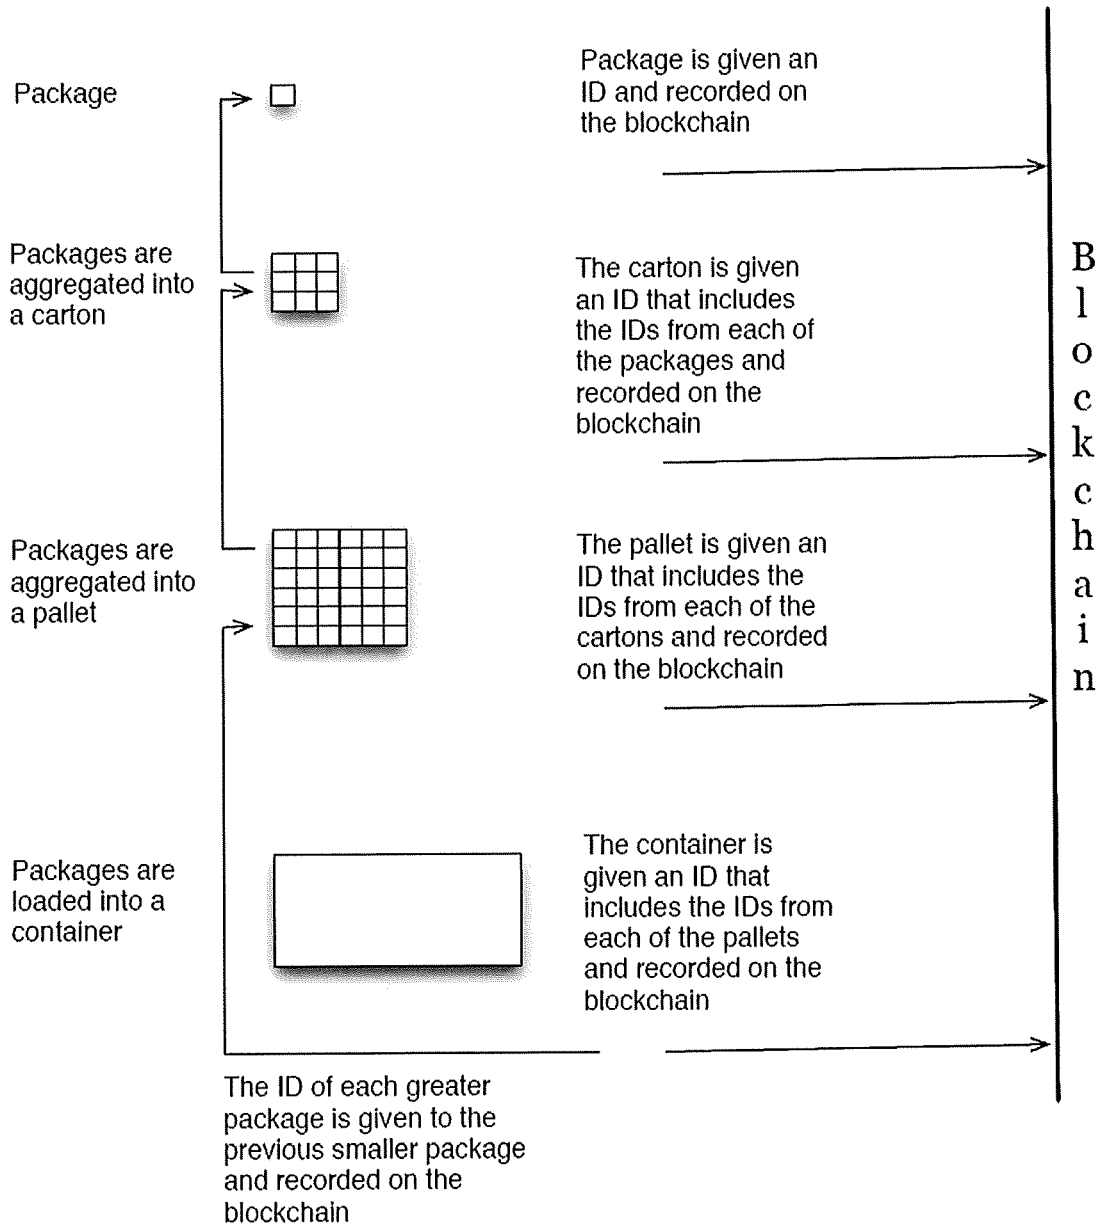 Package
Package is given an
ID and recorded on
the blockchain
Packages are
aggregated into
a carton
The carton is given
an ID that includes
the IDs from each of
the packages and
recorded on the
blockchain
Packages are
aggregated into
a pallet
The pallet is given an
ID that includes the
IDs from each of the
cartons and recorded
on the blockchain
Packages are
loaded into a
container
The container is
given an ID that
includes the IDs from
each of the pallets
and recorded on the
blockchain
The ID of each greater
package is given to the
previous smaller package
and recorded on the
blockchain
Blockchain